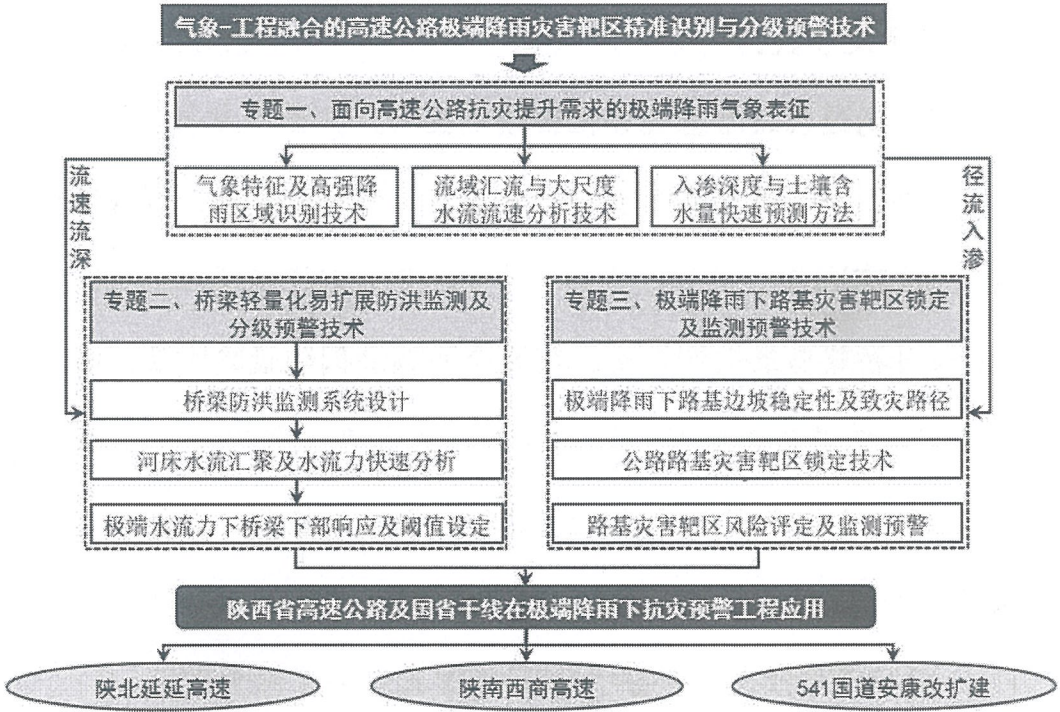 气象-工程融合的高速公路极端降雨灾害靶区精准识别与分级预警技术
专题一、面向高速公路抗灾提升需求的极端降雨气象表征
气象特征及高强降
雨区域识别技术
流域汇流与大尺度
水流流速分析技术
入渗深度与土壤含
水量快速预测方法
流速流深
径流入渗
专题二、桥梁轻量化易扩展防洪监测及
分级预警技术
桥梁防洪监测系统设计
河床水流汇聚及水流力快速分析
极端水流力下桥梁下部响应及阈值设定
专题三、极端降雨下路基灾害靶区锁定
及监测预警技术
极端降雨下路基边坡稳定性及致灾路径
公路路基灾害靶区锁定技术
路基灾害靶区风险评定及监测预警
陕西省高速公路及国省干线在极端降雨下抗灾预警工程应用
陕北延延高速
陕南西商高速
541国道安康改扩建